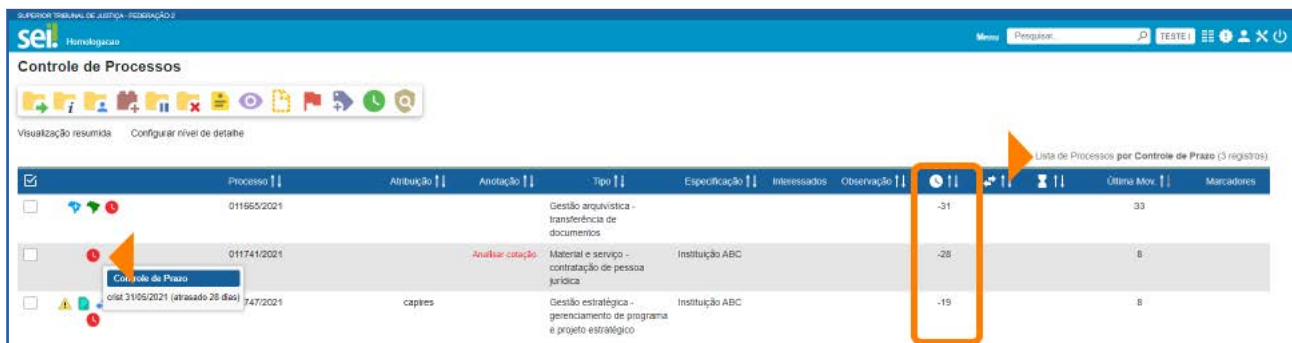 SUPERIOR TRIBUNAL DE JUSTIÇA - FEDERAÇÃO 2
sei! Homologacao
Menu Pesquisar... TESTE I
Controle de Processos
Visualização resumida Configurar nível de detalhe
Lista de Processos por Controle de Prazo (3 registros)
Processo Atribuição Anotação Tipo Especificação Interessados Observação Última Mov. Marcadores
011665/2021 Gestão arquivística - -31 33
transferência de
documentos
011741/2021 Analisar cotação Material e serviço - Instituição ABC -28 8
contratação de pessoa
jurídica
Controle de Prazo
crist 31/05/2021 (atrasado 28 dias)
747/2021 capires Gestão estratégica - Instituição ABC -19 8
gerenciamento de programa
e projeto estratégico